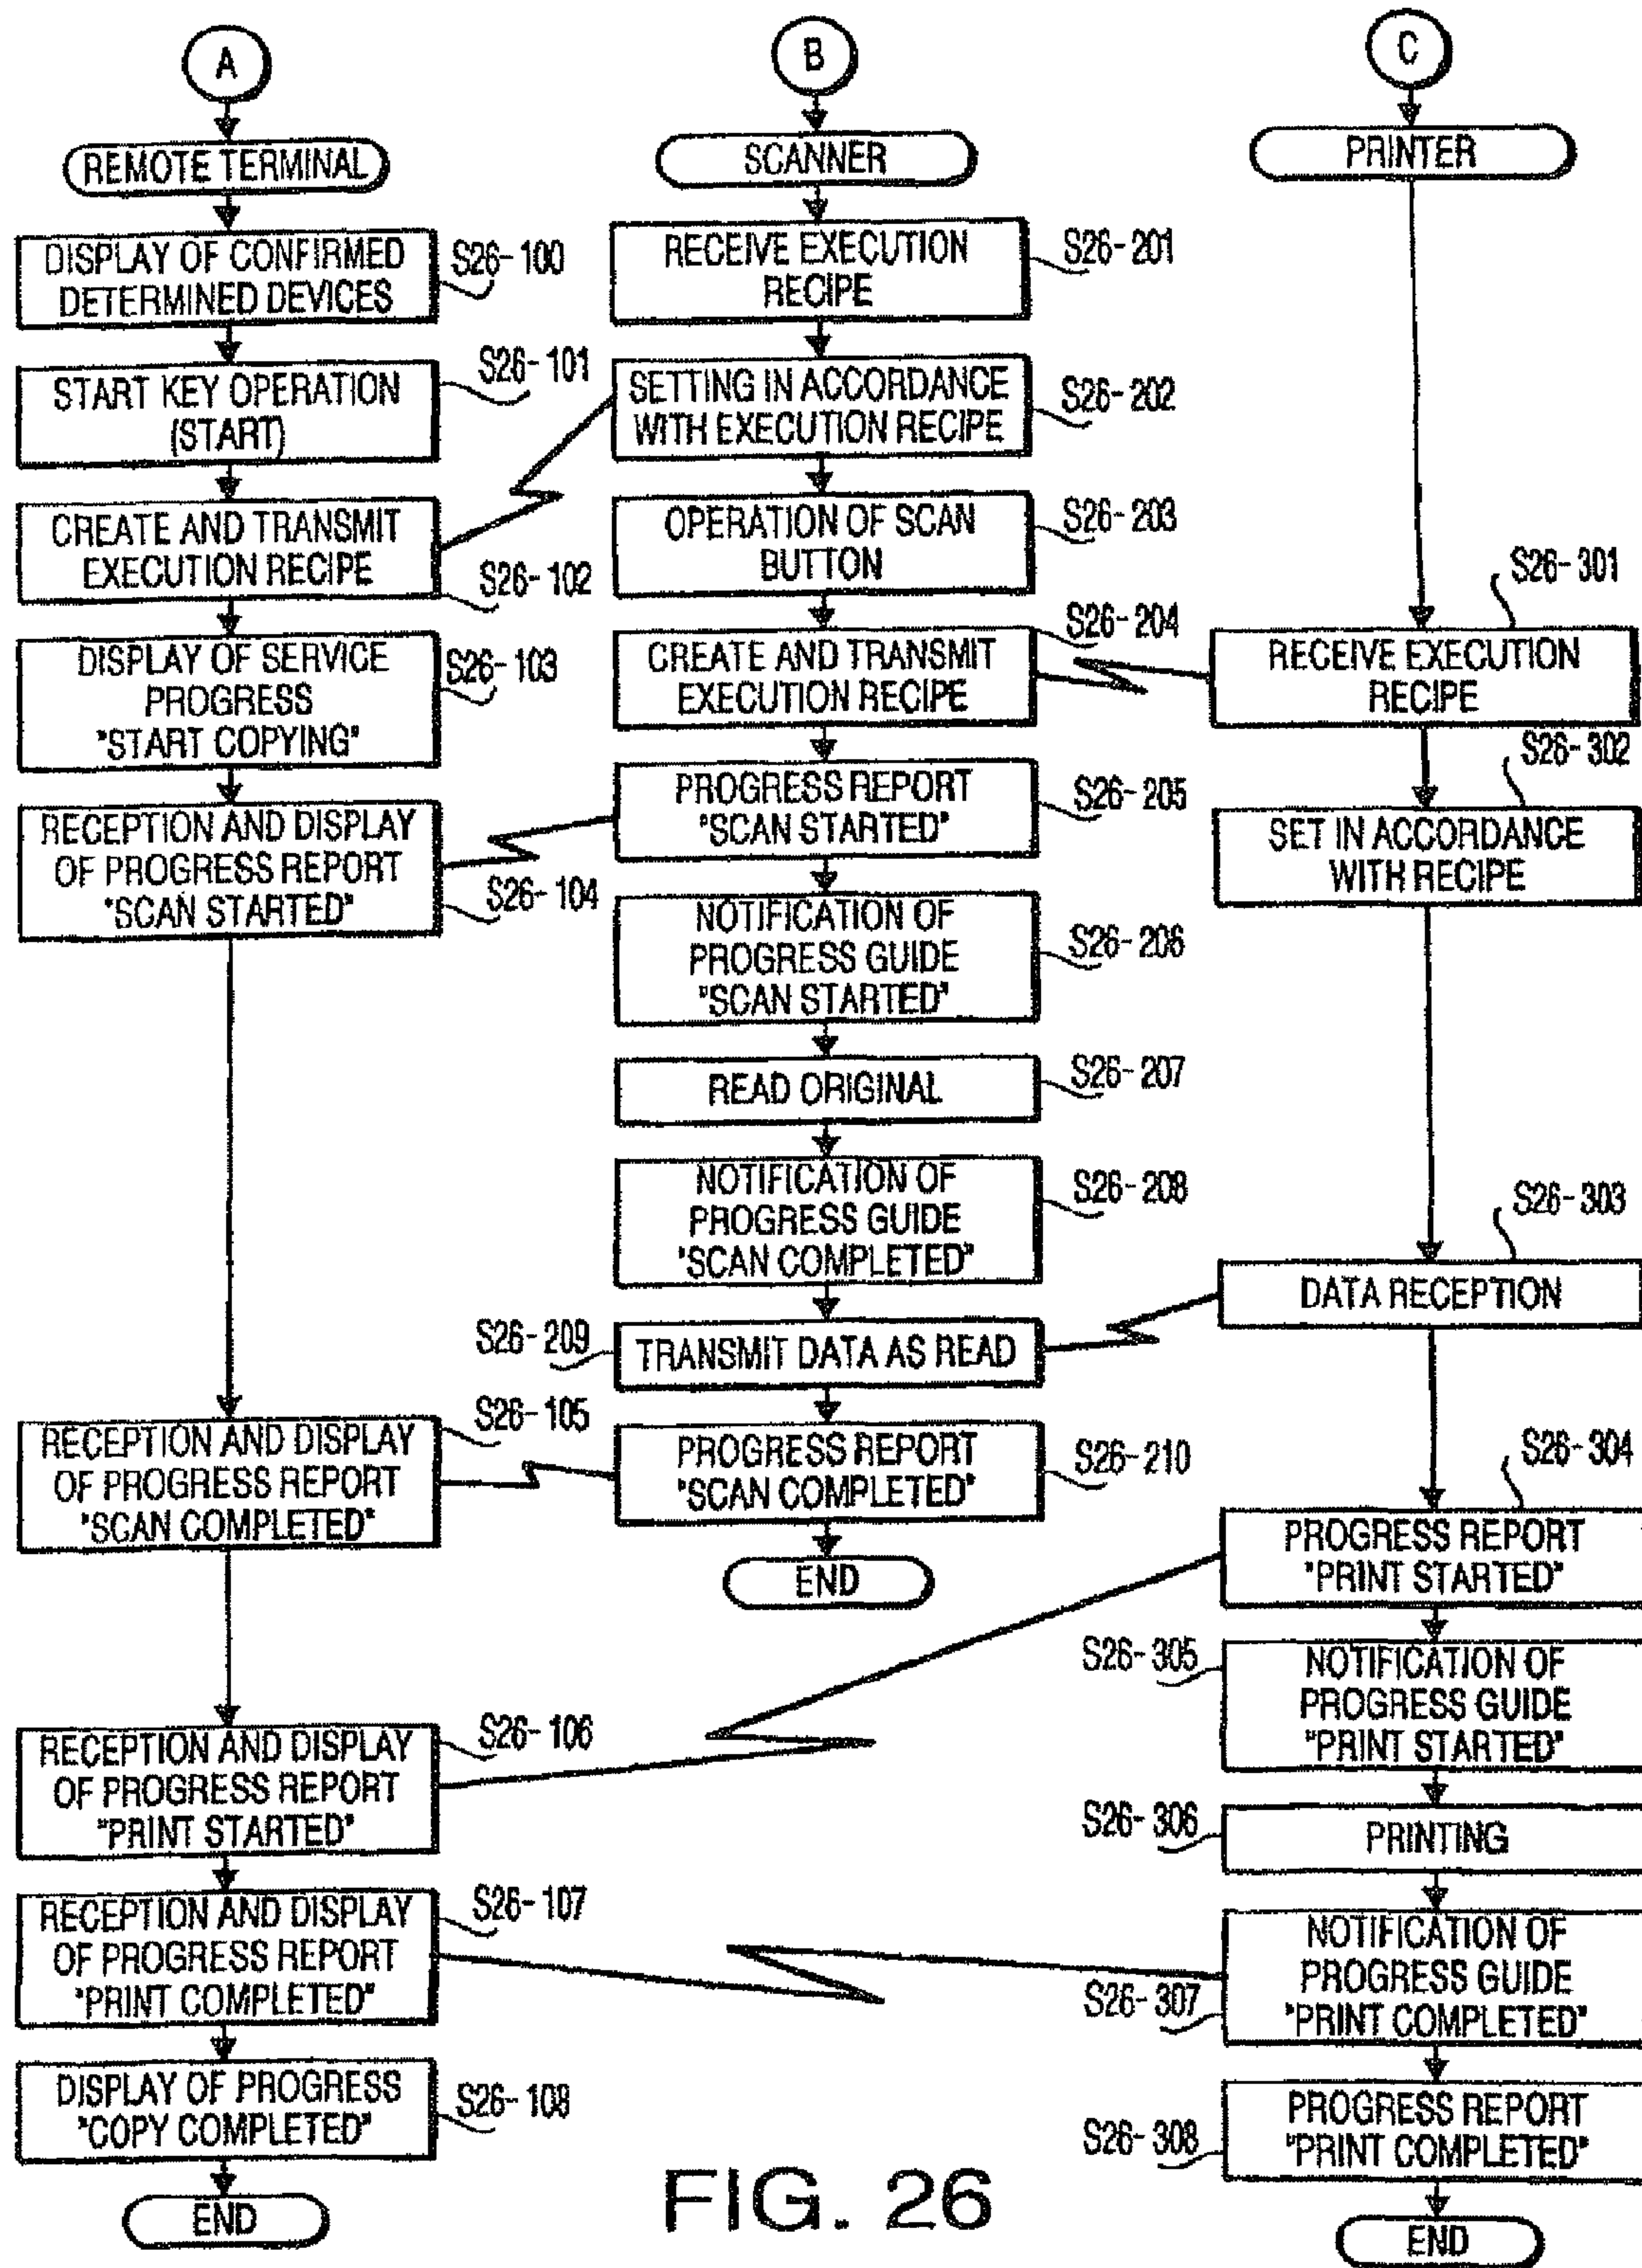 A
REMOTE TERMINAL
DISPLAY OF CONFIRMED
DETERMINED DEVICES
S26-100
START KEY OPERATION
(START)
S26-101
CREATE AND TRANSMIT
EXECUTION RECIPE
S26-102
DISPLAY OF SERVICE
PROGRESS
"START COPYING"
S26-103
RECEPTION AND DISPLAY
OF PROGRESS REPORT
"SCAN STARTED"
S26-104
RECEPTION AND DISPLAY
OF PROGRESS REPORT
"SCAN COMPLETED"
S26-105
RECEPTION AND DISPLAY
OF PROGRESS REPORT
"PRINT STARTED"
S26-106
RECEPTION AND DISPLAY
OF PROGRESS REPORT
"PRINT COMPLETED"
S26-107
DISPLAY OF PROGRESS
"COPY COMPLETED"
S26-108
END
B
SCANNER
RECEIVE EXECUTION
RECIPE
S26-201
SETTING IN ACCORDANCE
WITH EXECUTION RECIPE
S26-202
OPERATION OF SCAN
BUTTON
S26-203
CREATE AND TRANSMIT
EXECUTION RECIPE
S26-204
PROGRESS REPORT
"SCAN STARTED"
S26-205
NOTIFICATION OF
PROGRESS GUIDE
"SCAN STARTED"
S26-206
READ ORIGINAL
S26-207
NOTIFICATION OF
PROGRESS GUIDE
"SCAN COMPLETED"
S26-208
TRANSMIT DATA AS READ
S26-209
PROGRESS REPORT
"SCAN COMPLETED"
S26-210
END
C
PRINTER
RECEIVE EXECUTION
RECIPE
S26-301
SET IN ACCORDANCE
WITH RECIPE
S26-302
DATA RECEPTION
S26-303
PROGRESS REPORT
"PRINT STARTED"
S26-304
NOTIFICATION OF
PROGRESS GUIDE
"PRINT STARTED"
S26-305
PRINTING
S26-306
NOTIFICATION OF
PROGRESS GUIDE
"PRINT COMPLETED"
S26-307
PROGRESS REPORT
"PRINT COMPLETED"
S26-308
END
FIG. 26